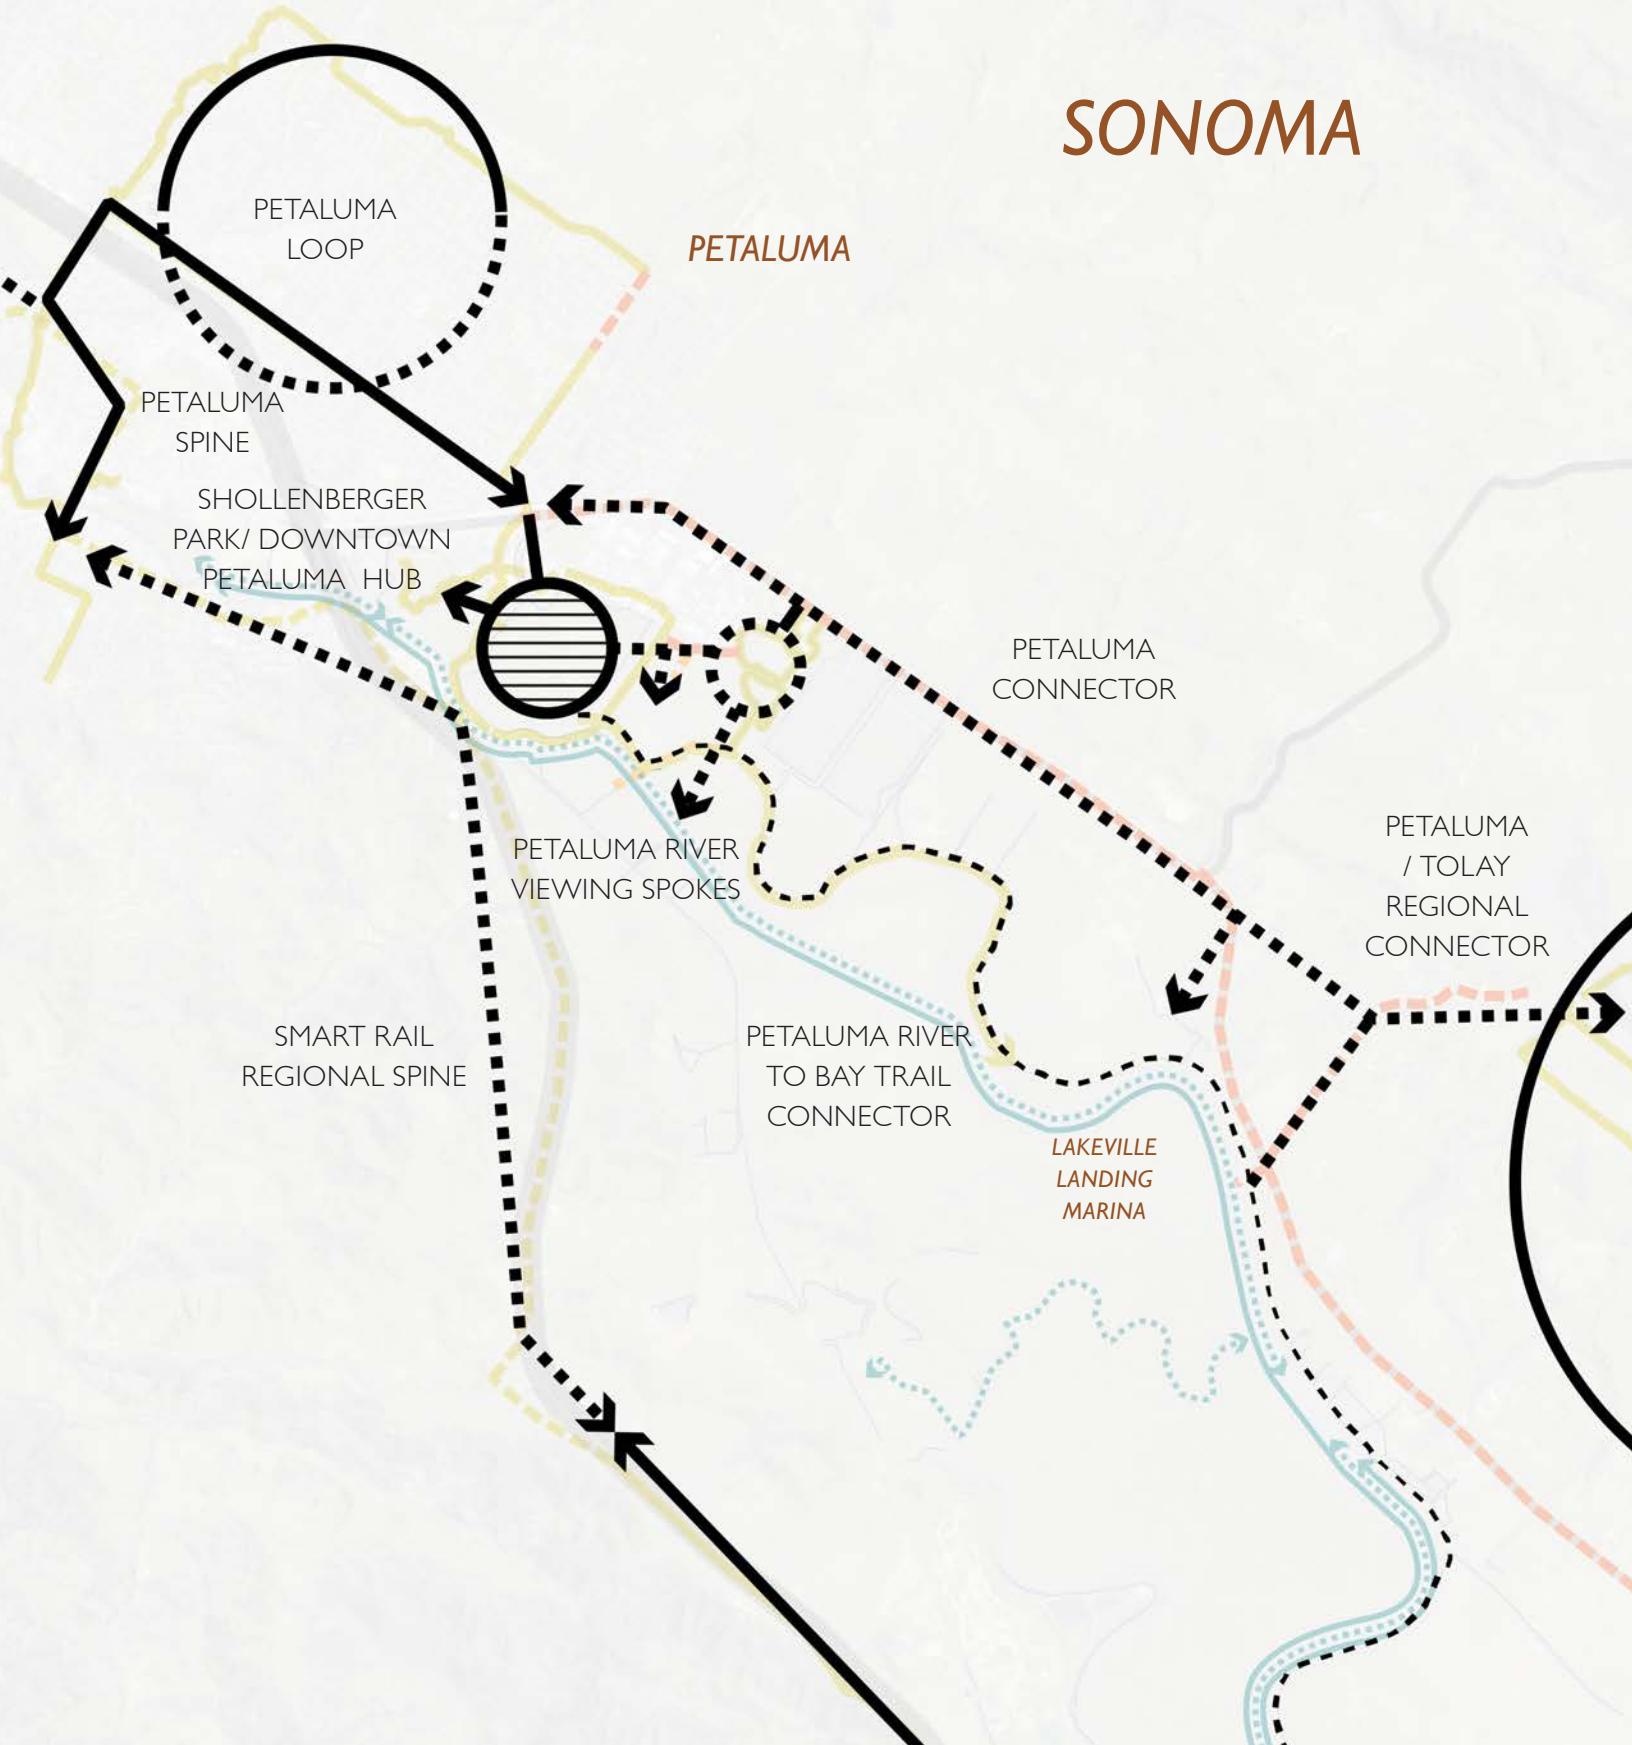 SONOMA
PETALUMA
LOOP
PETALUMA
PETALUMA
SPINE
SHOLLENBERGER
PARK/ DOWNTOWN
PETALUMA HUB
PETALUMA
CONNECTOR
PETALUMA
/ TOLAY
REGIONAL
CONNECTOR
PETALUMA RIVER
VIEWING SPOKES
SMART RAIL
REGIONAL SPINE
PETALUMA RIVER
TO BAY TRAIL
CONNECTOR
LAKEVILLE
LANDING
MARINA